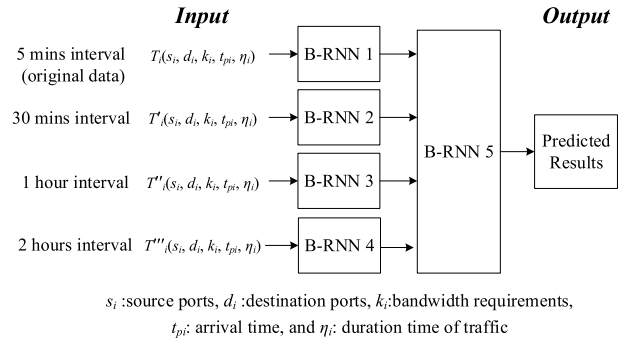 Input
Output
5 mins interval
(original data)
Tᵢ(sᵢ, dᵢ, kᵢ, tₚᵢ, ηᵢ)
B-RNN 1
30 mins interval
T'ᵢ(sᵢ, dᵢ, kᵢ, tₚᵢ, ηᵢ)
B-RNN 2
1 hour interval
T''ᵢ(sᵢ, dᵢ, kᵢ, tₚᵢ, ηᵢ)
B-RNN 3
2 hours interval
T'''ᵢ(sᵢ, dᵢ, kᵢ, tₚᵢ, ηᵢ)
B-RNN 4
B-RNN 5
Predicted
Results
sᵢ :source ports, dᵢ :destination ports, kᵢ:bandwidth requirements,
tₚᵢ: arrival time, and ηᵢ: duration time of traffic